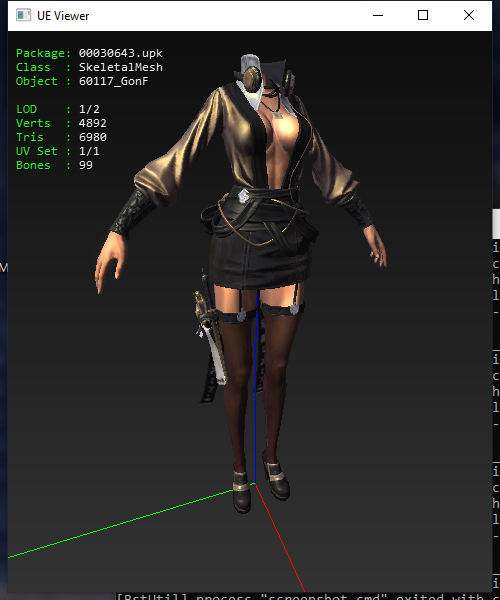 UE Viewer
Package: 00030643.upk
Class : SkeletalMesh
Object : 60117_GonF
LOD : 1/2
Verts : 4892
Tris : 6980
UV Set : 1/1
Bones : 99
M
i
c
h
l
-
i
c
h
l
-
i
c
h
l
-
i
[BstUtil] process "screenshot.cmd" exited with c